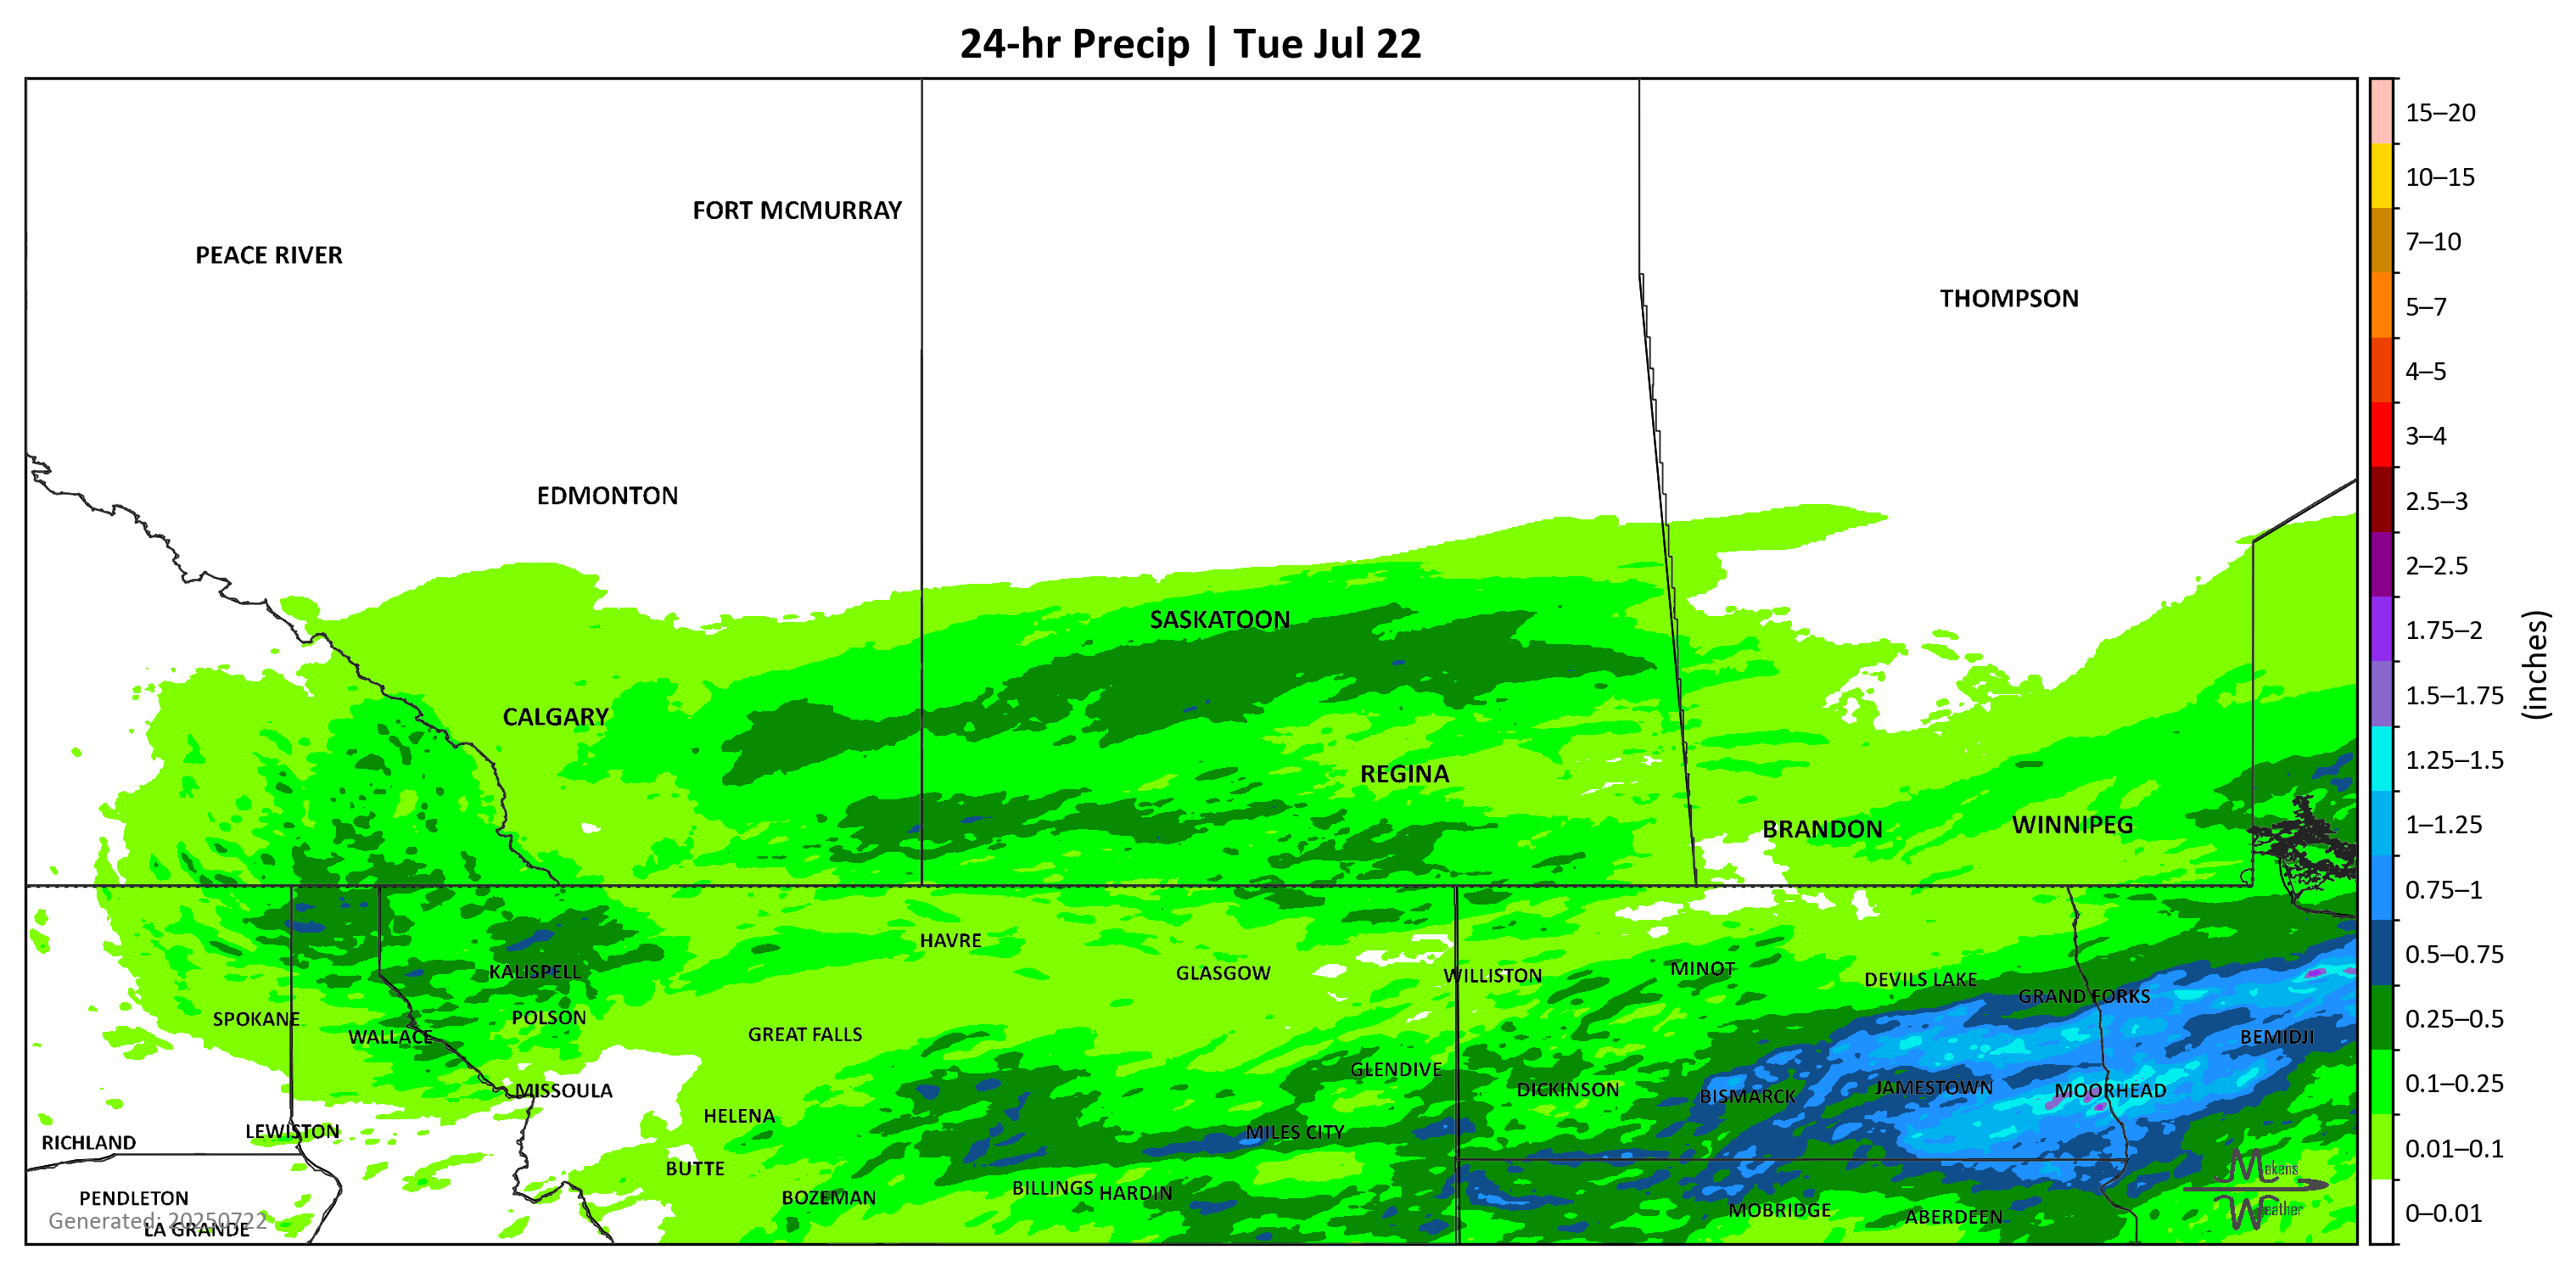 24-hr Precip | Tue Jul 22
FORT MCMURRAY
PEACE RIVER
THOMPSON
EDMONTON
SASKATOON
CALGARY
REGINA
BRANDON
WINNIPEG
HAVRE
KALISPELL
GLASGOW
WILLISTON
MINOT
DEVILS LAKE
GRAND FORKS
SPOKANE
WALLACE
POLSON
GREAT FALLS
BEMIDJI
GLENDIVE
MISSOULA
DICKINSON
BISMARCK
JAMESTOWN
MOORHEAD
HELENA
RICHLAND
LEWISTON
MILES CITY
BUTTE
PENDLETON
BOZEMAN
BILLINGS
HARDIN
MOBRIDGE
ABERDEEN
Generated: 20250722
LA GRANDE
Mekens
Weather
15–20
10–15
7–10
5–7
4–5
3–4
2.5–3
2–2.5
1.75–2
1.5–1.75
1.25–1.5
1–1.25
0.75–1
0.5–0.75
0.25–0.5
0.1–0.25
0.01–0.1
0–0.01
(inches)